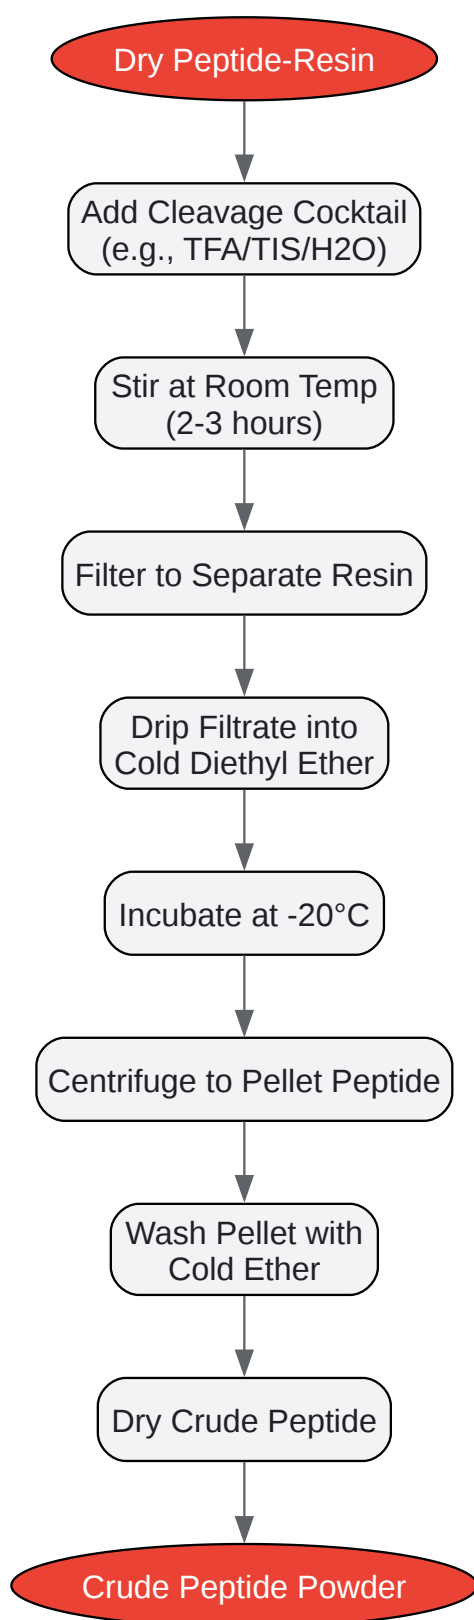 Dry Peptide-Resin
Add Cleavage Cocktail
(e.g., TFA/TIS/H2O)
Stir at Room Temp
(2-3 hours)
Filter to Separate Resin
Drip Filtrate into
Cold Diethyl Ether
Incubate at -20°C
Centrifuge to Pellet Peptide
Wash Pellet with
Cold Ether
Dry Crude Peptide
Crude Peptide Powder